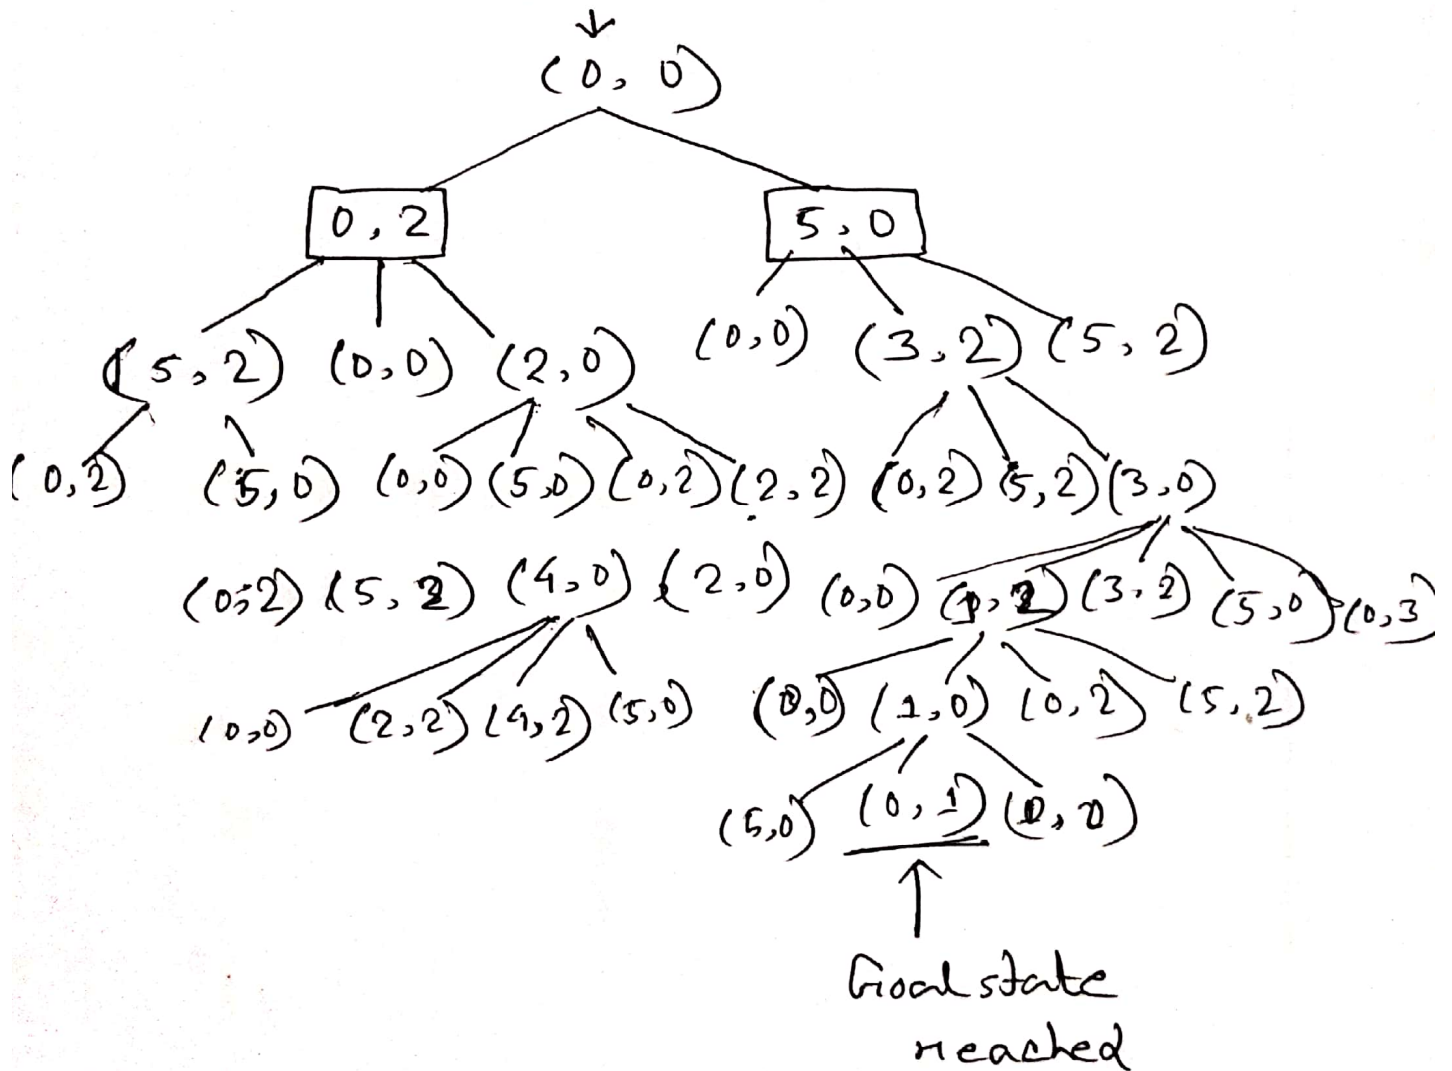 (0, 0)
0, 2 5, 0
(5, 2) (0,0) (2,0) (0,0) (3,2) (5,2)
(0,2) (5,0) (0,0) (5,0) (0,2) (2,2) (0,2) (5,2) (3,0)
(0,2) (5,2) (4,0) (2,0) (0,0) (3,2) (5,0) (0,3)
(0,0) (2,2) (4,2) (5,0) (0,0) (1,0) (0,2) (5,2)
(5,0) (0,1)
Goal state
reached